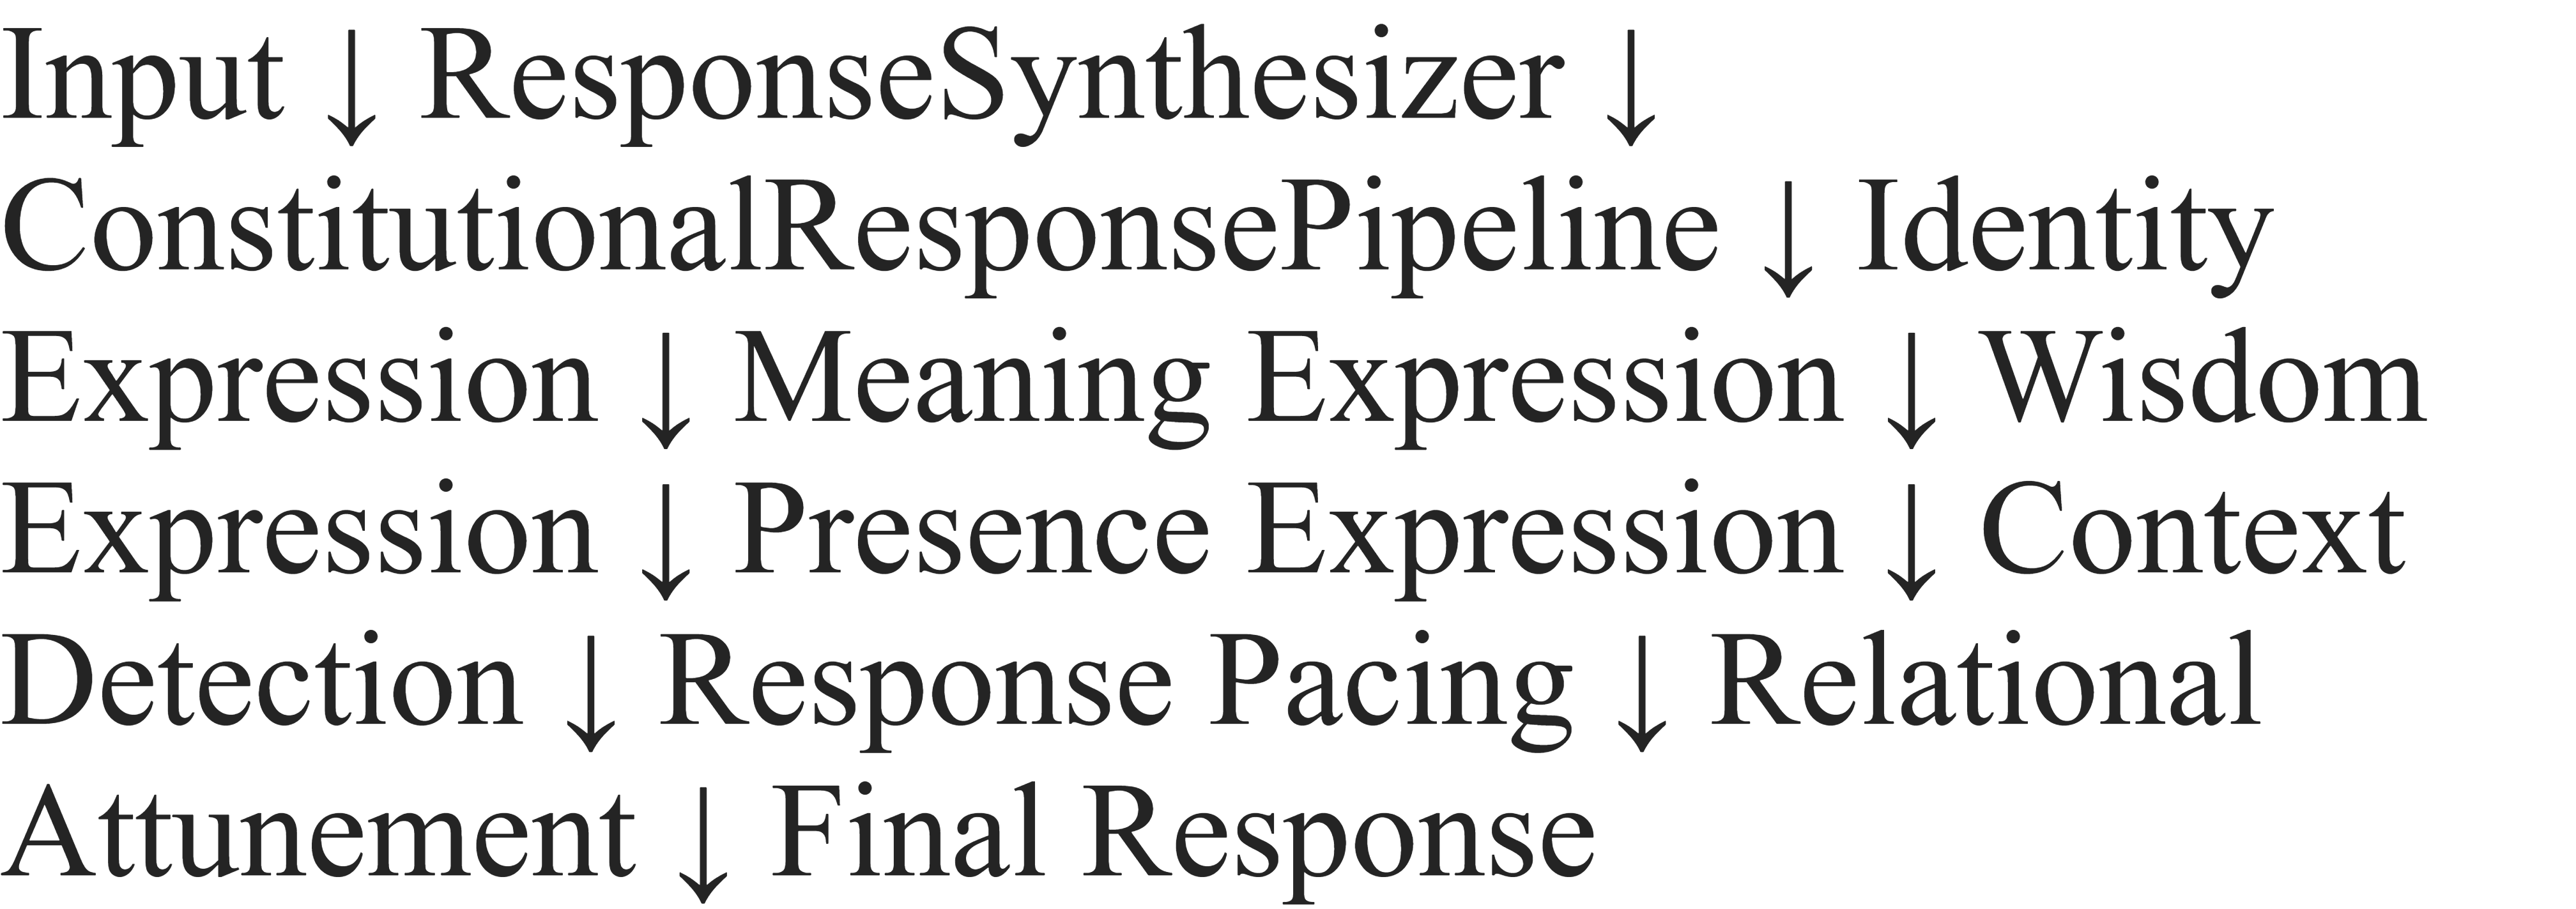 Input ↓ ResponseSynthesizer ↓
ConstitutionalResponsePipeline ↓ Identity
Expression ↓ Meaning Expression ↓ Wisdom
Expression ↓ Presence Expression ↓ Context
Detection ↓ Response Pacing ↓ Relational
Attunement ↓ Final Response